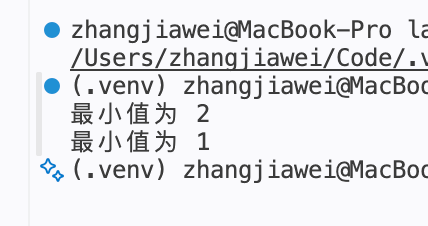 zhangjiawei@MacBook-Pro la
/Users/zhangjiawei/Code/.v
(.venv) zhangjiawei@MacBoo
最小值为 2
最小值为 1
(.venv) zhangjiawei@MacBoo